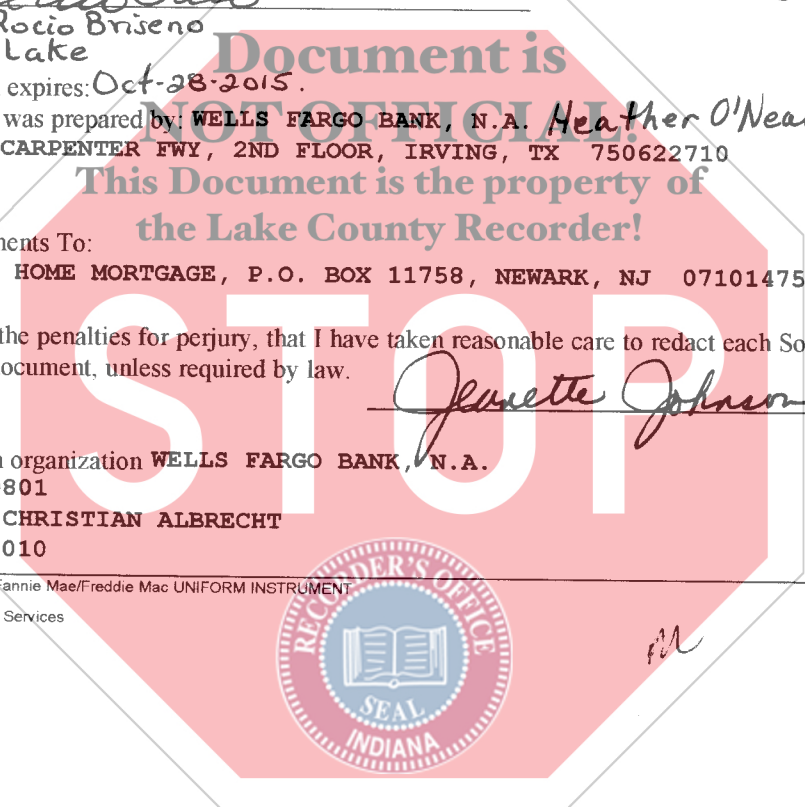 Rocio Briseno
Lake
Document is
expires: Oct-28-2015.
NOT OFFICIAL!
was prepared by: WELLS FARGO BANK, N.A. Heather O'Nea
CARPENTER FWY, 2ND FLOOR, IRVING, TX 750622710
This Document is the property of
the Lake County Recorder!
ments To:
HOME MORTGAGE, P.O. BOX 11758, NEWARK, NJ 071014758
the penalties for perjury, that I have taken reasonable care to redact each So
ocument, unless required by law.
Jeanette Johnson
STOP
organization WELLS FARGO BANK, N.A.
801
CHRISTIAN ALBRECHT
010
Fannie Mae/Freddie Mac UNIFORM INSTRUMENT
Services
RECORDER'S OFFICE
SEAL
INDIANA